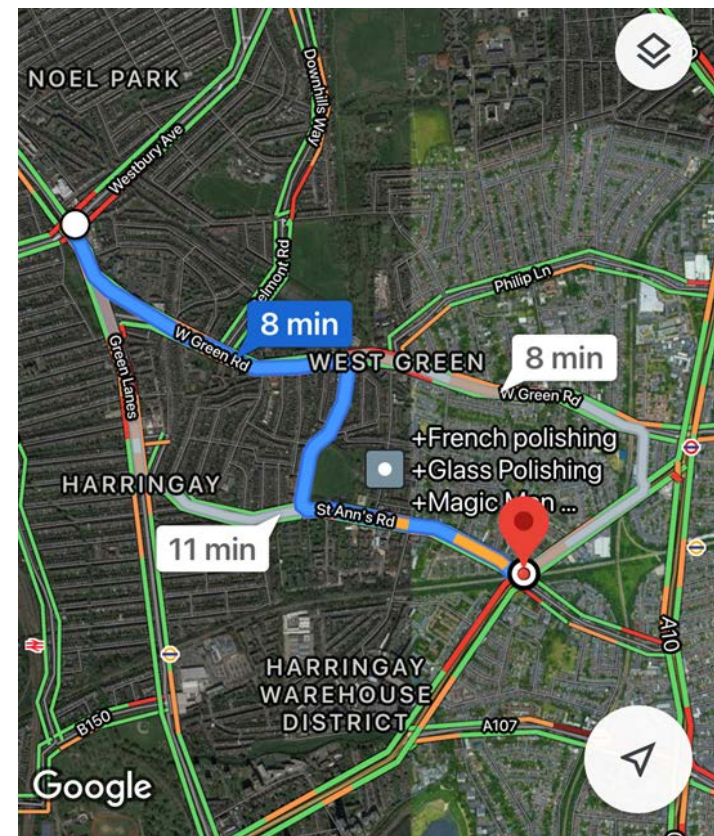 NOEL PARK
Westbury Ave
Downhills Way
elmont Rd
Philip Ln
8 min
W Green Rd
WEST GREEN
8 min
W Green Rd
Green Lanes
+French polishing
+Glass Polishing
+Magic Man ...
HARRINGAY
St Ann's Rd
11 min
A10
HARRINGAY
WAREHOUSE
DISTRICT
B150
A107
Google